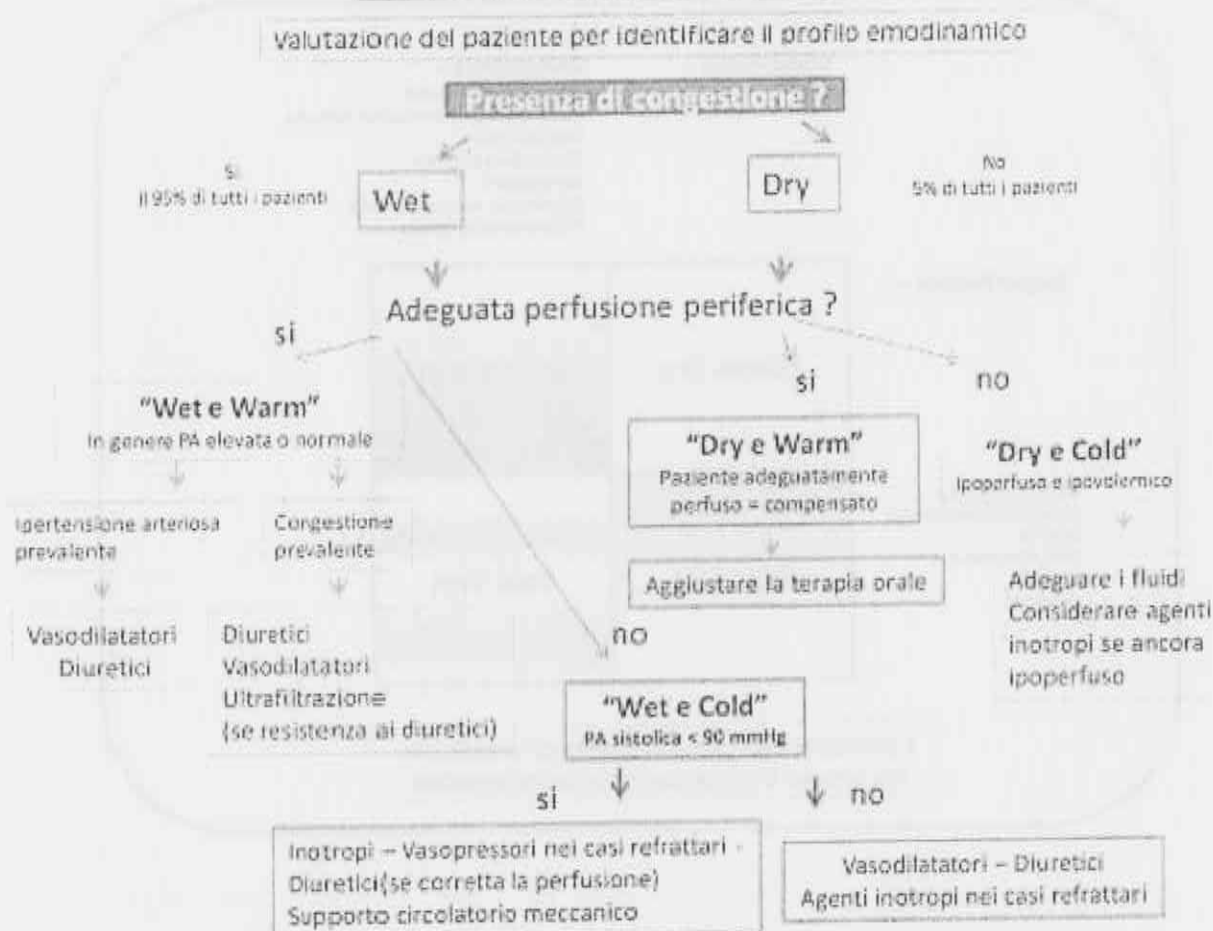 Valutazione del paziente per identificare il profilo emodinamico
Presenza di congestione ?
Si
Il 95% di tutti i pazienti
Wet
Dry
No
5% di tutti i pazienti
Adeguata perfusione periferica ?
si
no
si
"Wet e Warm"
In genere PA elevata o normale
"Dry e Warm"
Paziente adeguatamente
perfuso = compensato
"Dry e Cold"
Ipoperfuso e ipovolemico
Ipertensione arteriosa
prevalente
Congestione
prevalente
Aggiustare la terapia orale
Adeguare i fluidi
Considerare agenti
inotropi se ancora
ipoperfuso
Vasodilatatori
Diuretici
Diuretici
Vasodilatatori
Ultrafiltrazione
(se resistenza ai diuretici)
no
"Wet e Cold"
PA sistolica < 90 mmHg
si
no
Inotropi – Vasopressori nei casi refrattari -
Diuretici(se corretta la perfusione)
Supporto circolatorio meccanico
Vasodilatatori – Diuretici
Agenti inotropi nei casi refrattari